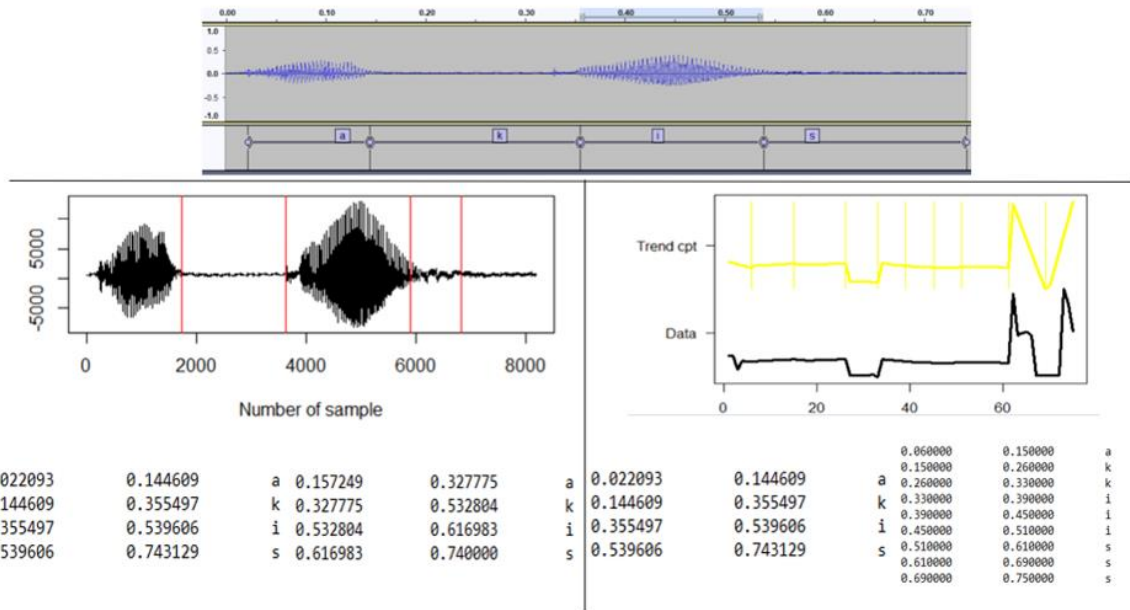 0.00 0.10 0.20 0.30 0.40 0.50 0.60 0.70
1.0
0.5
0.0
-0.5
-1.0
a k i s
5000
-5000
0 2000 4000 6000 8000
Number of sample
Trend cpt
Data
0 20 40 60
022093 0.144609 a 0.157249 0.327775 a
144609 0.355497 k 0.327775 0.532804 k
355497 0.539606 i 0.532804 0.616983 i
539606 0.743129 s 0.616983 0.740000 s
0.022093 0.144609 a
0.144609 0.355497 k
0.355497 0.539606 i
0.539606 0.743129 s
0.060000 0.150000 a
0.150000 0.260000 k
0.260000 0.330000 k
0.330000 0.390000 i
0.390000 0.450000 i
0.450000 0.510000 i
0.510000 0.610000 s
0.610000 0.690000 s
0.690000 0.750000 s